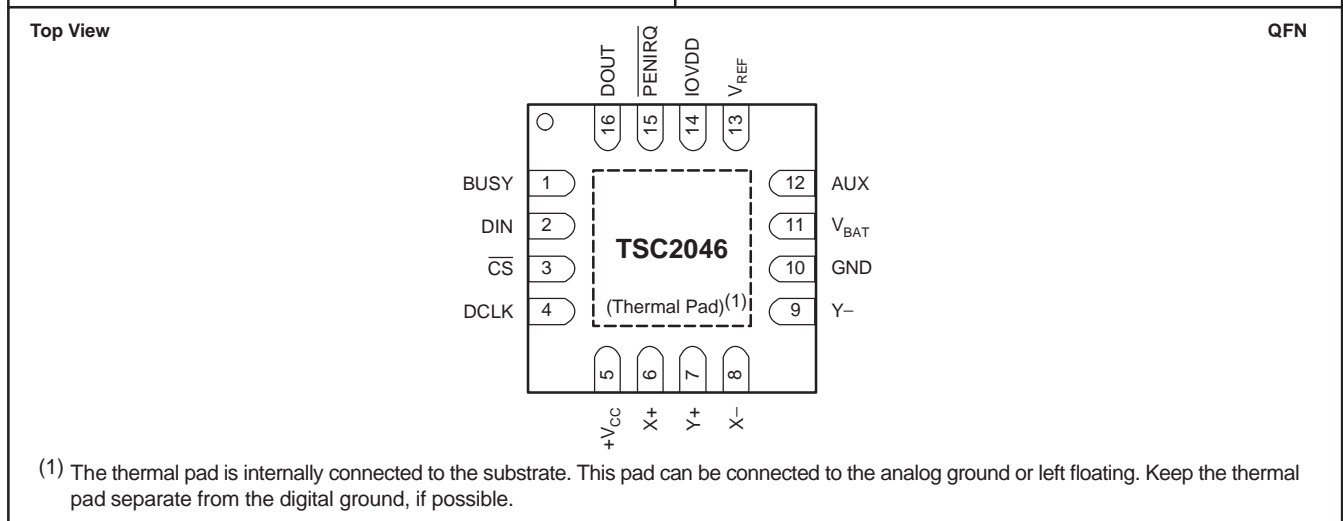 Top View
QFN
DOUT
PENIRQ
IOVDD
VREF
16
15
14
13
BUSY 1
DIN 2
CS 3
DCLK 4
TSC2046
(Thermal Pad)(1)
12 AUX
11 VBAT
10 GND
9 Y−
5
6
7
8
+VCC
X+
Y+
X−
(1) The thermal pad is internally connected to the substrate. This pad can be connected to the analog ground or left floating. Keep the thermal
pad separate from the digital ground, if possible.